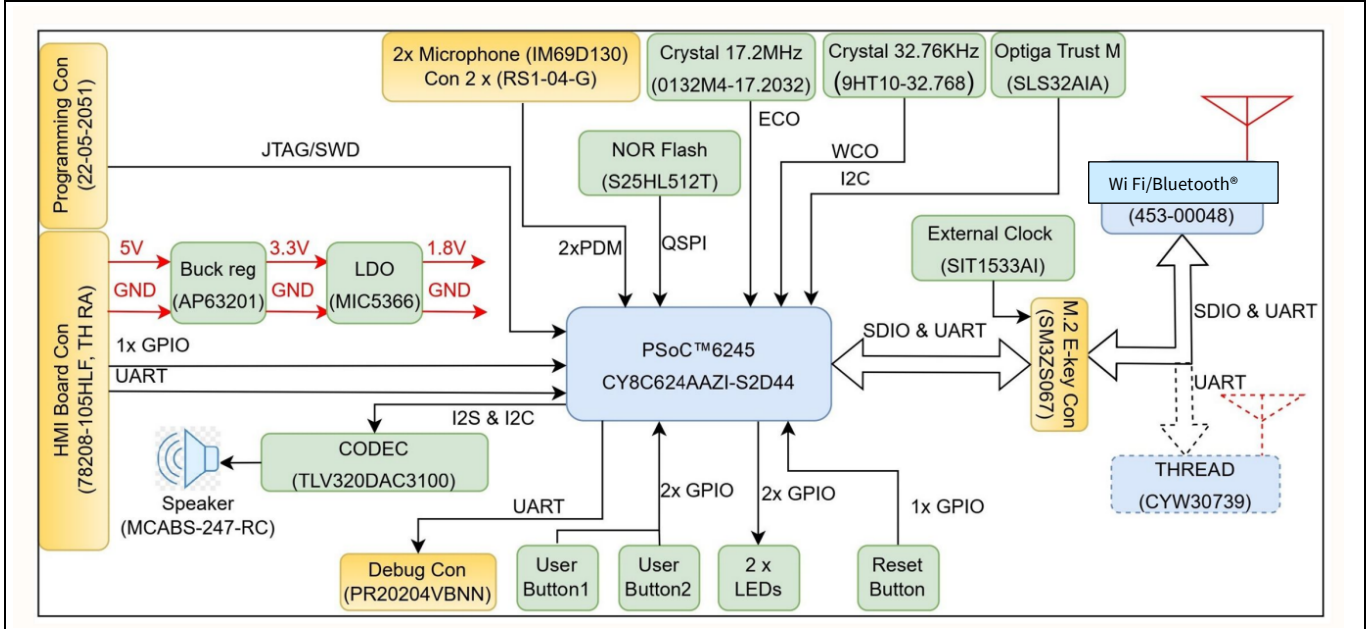 Programming Con
(22-05-2051)
2x Microphone (IM69D130)
Con 2 x (RS1-04-G)
Crystal 17.2MHz
(0132M4-17.2032)
Crystal 32.76KHz
(9HT10-32.768)
Optiga Trust M
(SLS32AIA)
JTAG/SWD
NOR Flash
(S25HL512T)
ECO
WCO
I2C
Wi Fi/Bluetooth®
(453-00048)
HMI Board Con
(78208-105HLF, TH RA)
5V
GND
Buck reg
(AP63201)
3.3V
GND
LDO
(MIC5366)
1.8V
GND
2xPDM
QSPI
External Clock
(SIT1533AI)
1x GPIO
UART
PSoC™6245
CY8C624AAZI-S2D44
SDIO & UART
M.2 E-key Con
(SM3ZS067)
SDIO & UART
UART
I2S & I2C
CODEC
(TLV320DAC3100)
Speaker
(MCABS-247-RC)
THREAD
(CYW30739)
UART
2x GPIO
2x GPIO
1x GPIO
Debug Con
(PR20204VBNN)
User
Button1
User
Button2
2 x
LEDs
Reset
Button